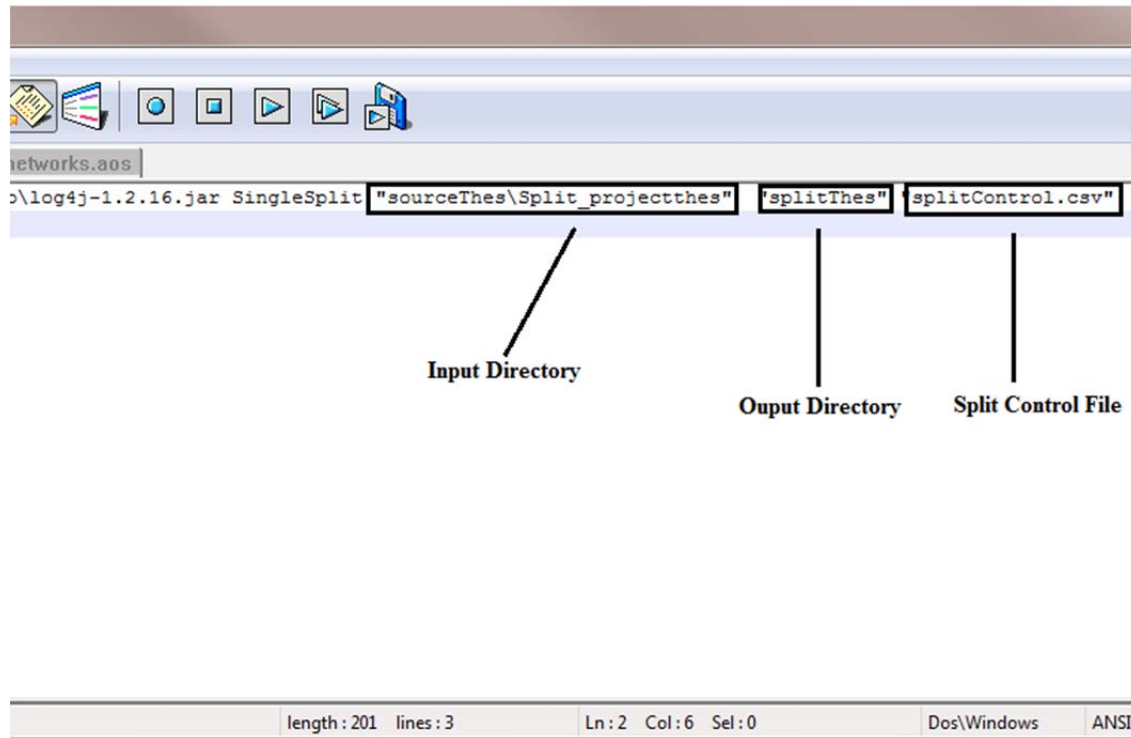 networks.aos
o\log4j-1.2.16.jar SingleSplit "sourceThes\Split_projectthes" "splitThes" "splitControl.csv"
Input Directory
Ouput Directory Split Control File
length : 201 lines : 3 Ln : 2 Col : 6 Sel : 0 Dos\Windows ANSI